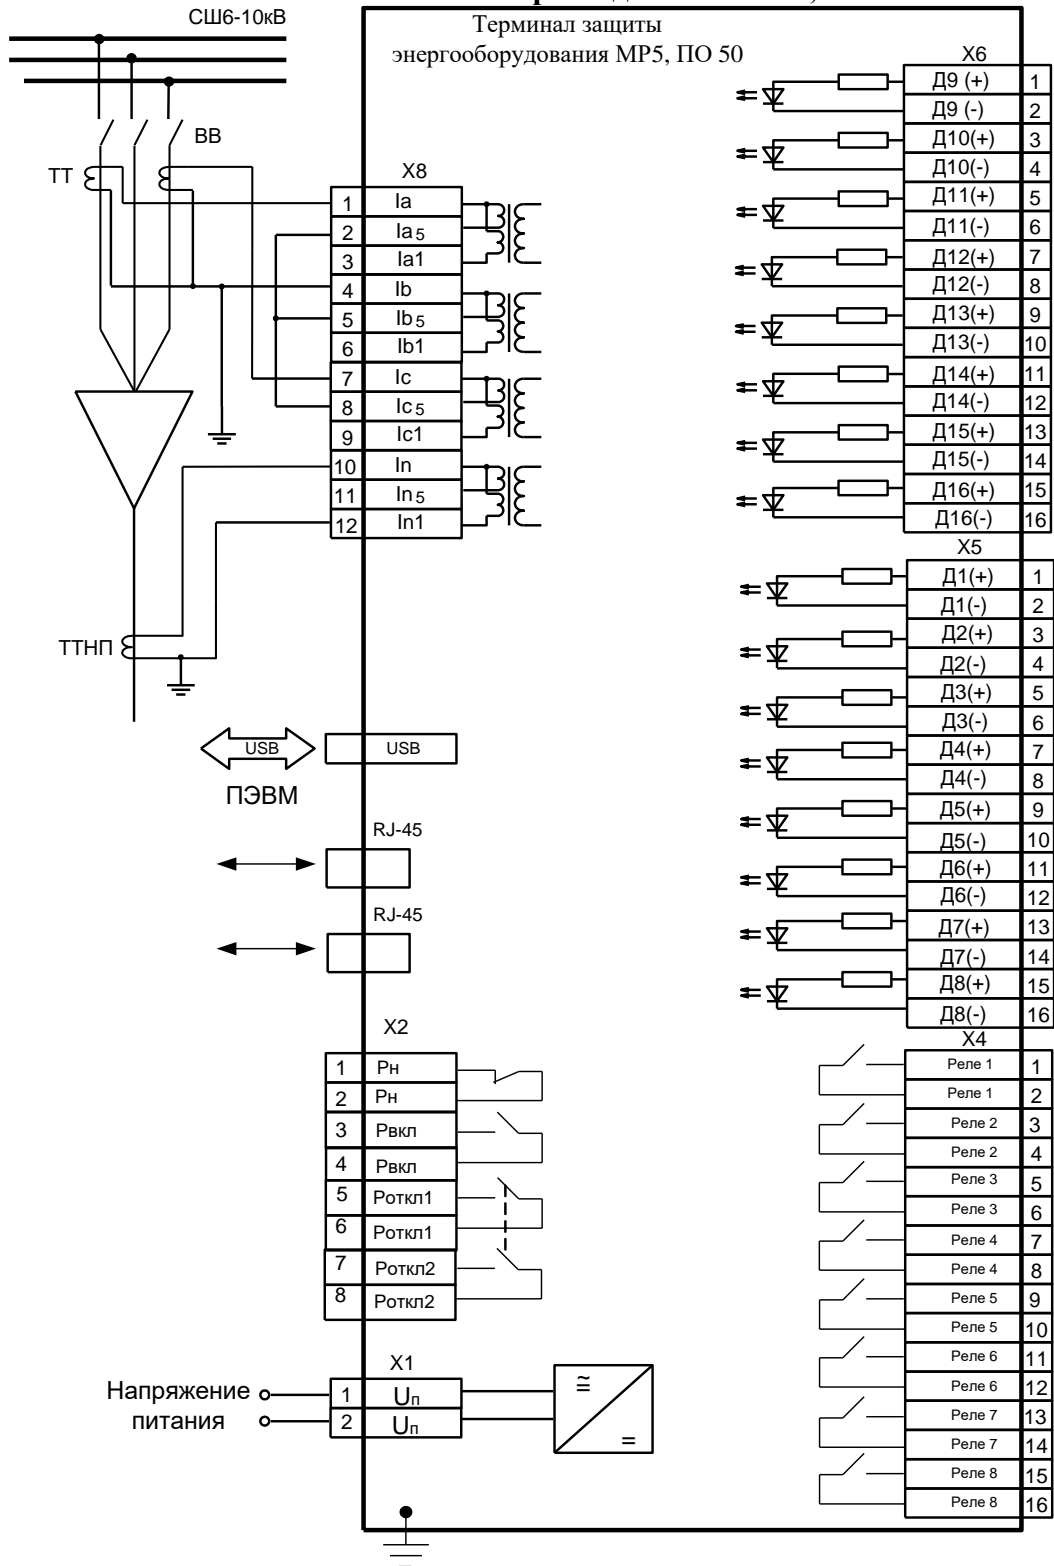 СШ6-10кВ
Терминал защиты
энергооборудования МР5, ПО 50
ВВ
ТТ
X8
1 Ia
2 Ia5
3 Ia1
4 Ib
5 Ib5
6 Ib1
7 Ic
8 Ic5
9 Ic1
10 In
11 In5
12 In1
ТТНП
USB
USB
ПЭВМ
RJ-45
RJ-45
X2
1 Рн
2 Рн
3 Рвкл
4 Рвкл
5 Роткл1
6 Роткл1
7 Роткл2
8 Роткл2
X1
Напряжение
питания
1 Uп
2 Uп
≅
=
X6
Д9 (+) 1
Д9 (-) 2
Д10(+) 3
Д10(-) 4
Д11(+) 5
Д11(-) 6
Д12(+) 7
Д12(-) 8
Д13(+) 9
Д13(-) 10
Д14(+) 11
Д14(-) 12
Д15(+) 13
Д15(-) 14
Д16(+) 15
Д16(-) 16
X5
Д1(+) 1
Д1(-) 2
Д2(+) 3
Д2(-) 4
Д3(+) 5
Д3(-) 6
Д4(+) 7
Д4(-) 8
Д5(+) 9
Д5(-) 10
Д6(+) 11
Д6(-) 12
Д7(+) 13
Д7(-) 14
Д8(+) 15
Д8(-) 16
X4
Реле 1 1
Реле 1 2
Реле 2 3
Реле 2 4
Реле 3 5
Реле 3 6
Реле 4 7
Реле 4 8
Реле 5 9
Реле 5 10
Реле 6 11
Реле 6 12
Реле 7 13
Реле 7 14
Реле 8 15
Реле 8 16